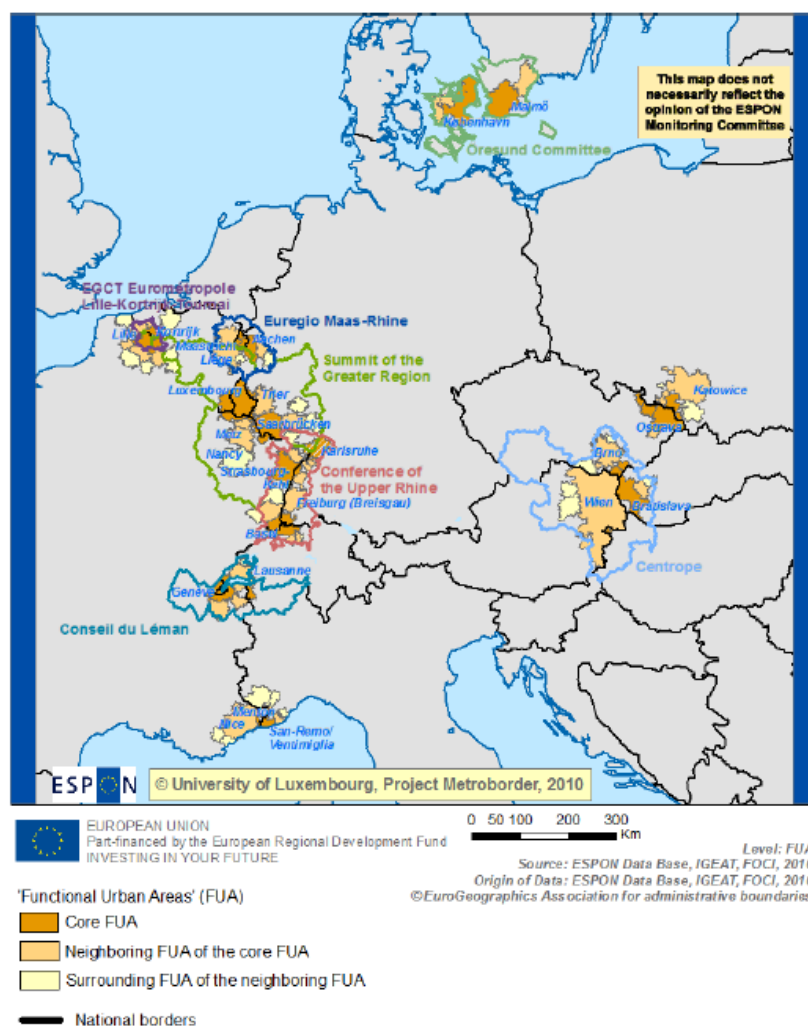 This map does not
necessarily reflect the
opinion of the ESPON
Monitoring Committee
Malmö
København
Öresund Committee
EGCT Eurometropole
Lille-Kortrijk-Tournai
Lille
Kortrijk
Euregio Maas-Rhine
Aachen
Maastricht
Liège
Summit of the
Greater Region
Luxembourg
Trier
Saarbrücken
Metz
Nancy
Karlsruhe
Strasbourg-
Kehl
Conference of
the Upper Rhine
Freiburg (Breisgau)
Basel
Katowice
Ostrava
Brno
Wien
Bratislava
Centrope
Lausanne
Genève
Conseil du Léman
Menton
Nice
San-Remo/
Ventimiglia
ESPON
© University of Luxembourg, Project Metroborder, 2010
EUROPEAN UNION
Part-financed by the European Regional Development Fund
INVESTING IN YOUR FUTURE
0 50 100 200 300
Km
Level: FUA
Source: ESPON Data Base, IGEAT, FOCI, 2010
Origin of Data: ESPON Data Base, IGEAT, FOCI, 2010
©EuroGeographics Association for administrative boundaries
'Functional Urban Areas' (FUA)
Core FUA
Neighboring FUA of the core FUA
Surrounding FUA of the neighboring FUA
National borders